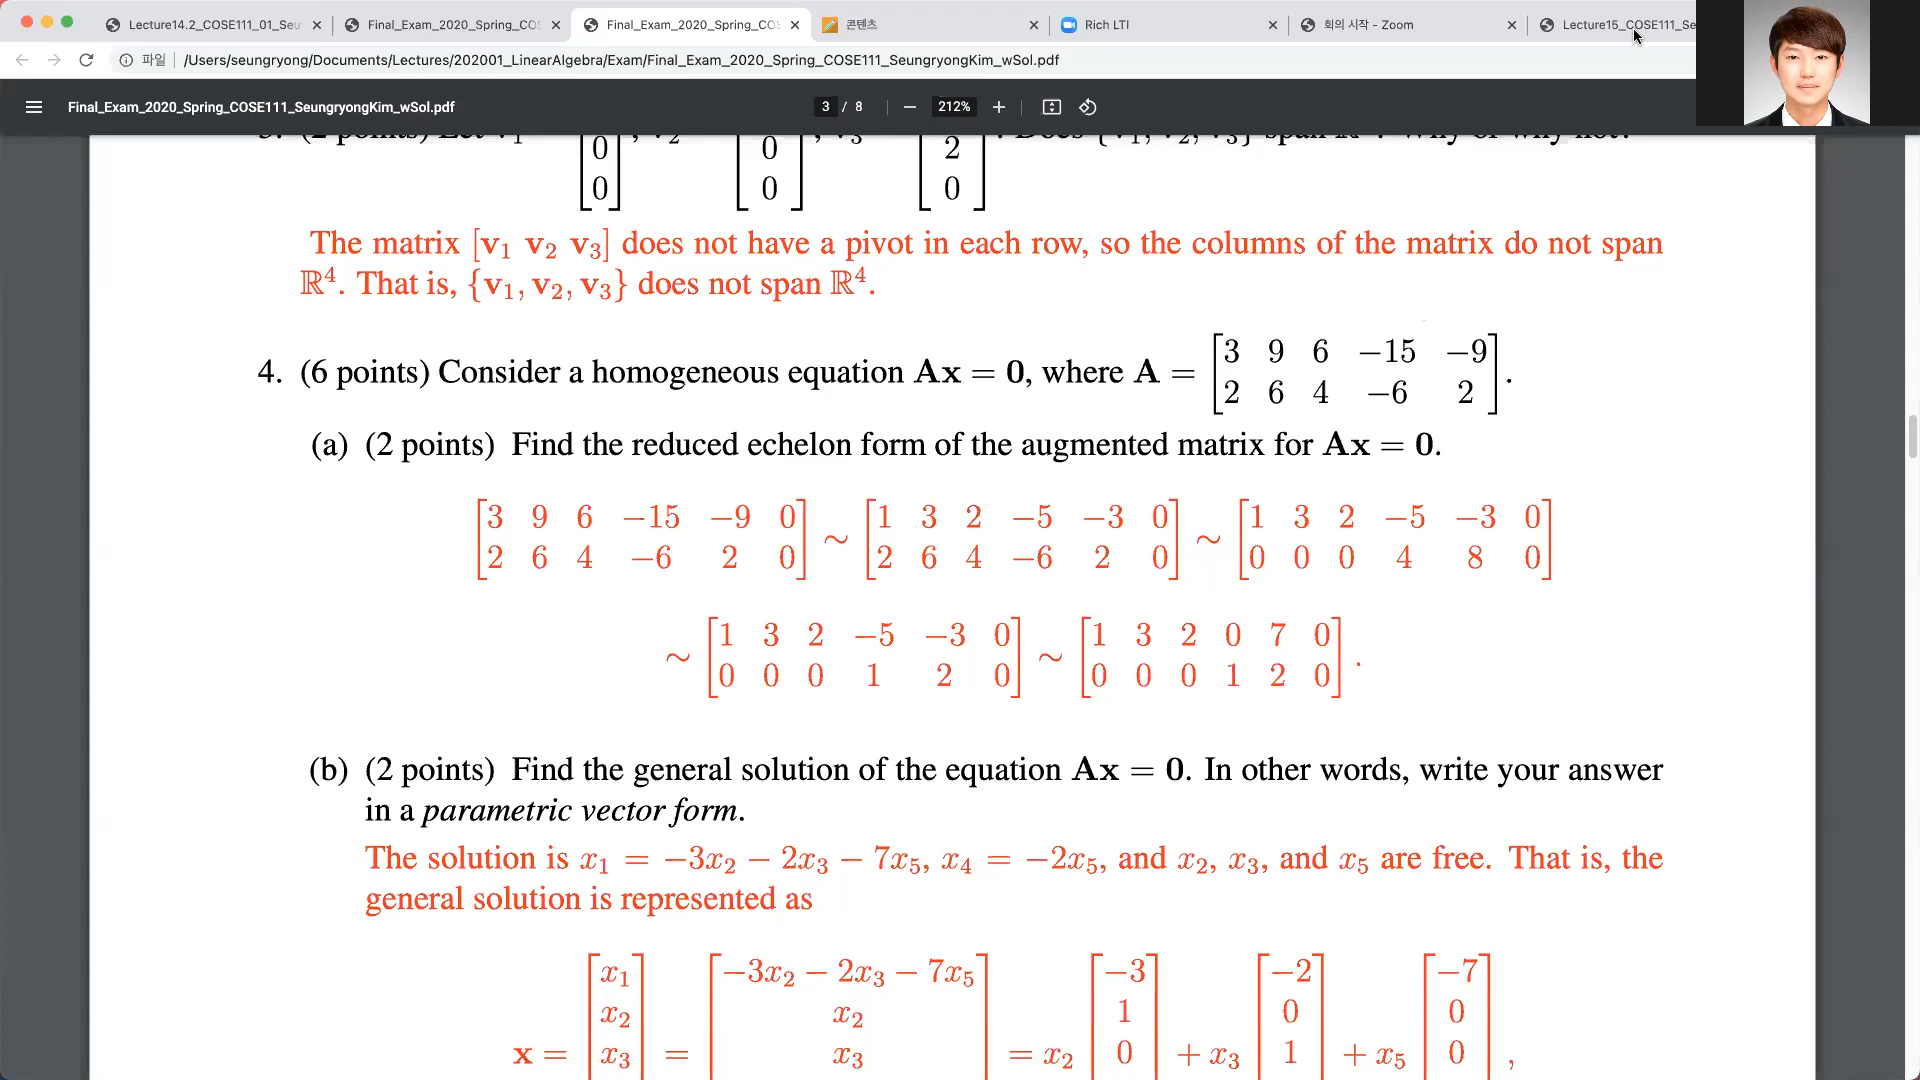 Lecture14.2_COSE111_01_Seu
Final_Exam_2020_Spring_CO
Final_Exam_2020_Spring_CO
콘텐츠
Rich LTI
회의 시작 - Zoom
Lecture15_COSE111_Se
파일 /Users/seungryong/Documents/Lectures/202001_LinearAlgebra/Exam/Final_Exam_2020_Spring_COSE111_SeungryongKim_wSol.pdf
Final_Exam_2020_Spring_COSE111_SeungryongKim_wSol.pdf
3 / 8
212%
0 0 2
0 0 0
The matrix [v₁ v₂ v₃] does not have a pivot in each row, so the columns of the matrix do not span
ℝ⁴. That is, {v₁, v₂, v₃} does not span ℝ⁴.
4. (6 points) Consider a homogeneous equation Ax = 0, where A = [3 9 6 −15 −9
2 6 4 −6 2].
(a) (2 points) Find the reduced echelon form of the augmented matrix for Ax = 0.
[3 9 6 −15 −9 0] ~ [1 3 2 −5 −3 0] ~ [1 3 2 −5 −3 0]
[2 6 4 −6 2 0] [2 6 4 −6 2 0] [0 0 0 4 8 0]
~ [1 3 2 −5 −3 0] ~ [1 3 2 0 7 0]
[0 0 0 1 2 0] [0 0 0 1 2 0].
(b) (2 points) Find the general solution of the equation Ax = 0. In other words, write your answer
in a parametric vector form.
The solution is x₁ = −3x₂ − 2x₃ − 7x₅, x₄ = −2x₅, and x₂, x₃, and x₅ are free. That is, the
general solution is represented as
x₁ −3x₂ − 2x₃ − 7x₅ −3 −2 −7
x₂ x₂ 1 0 0
x = x₃ = x₃ = x₂ 0 + x₃ 1 + x₅ 0 ,